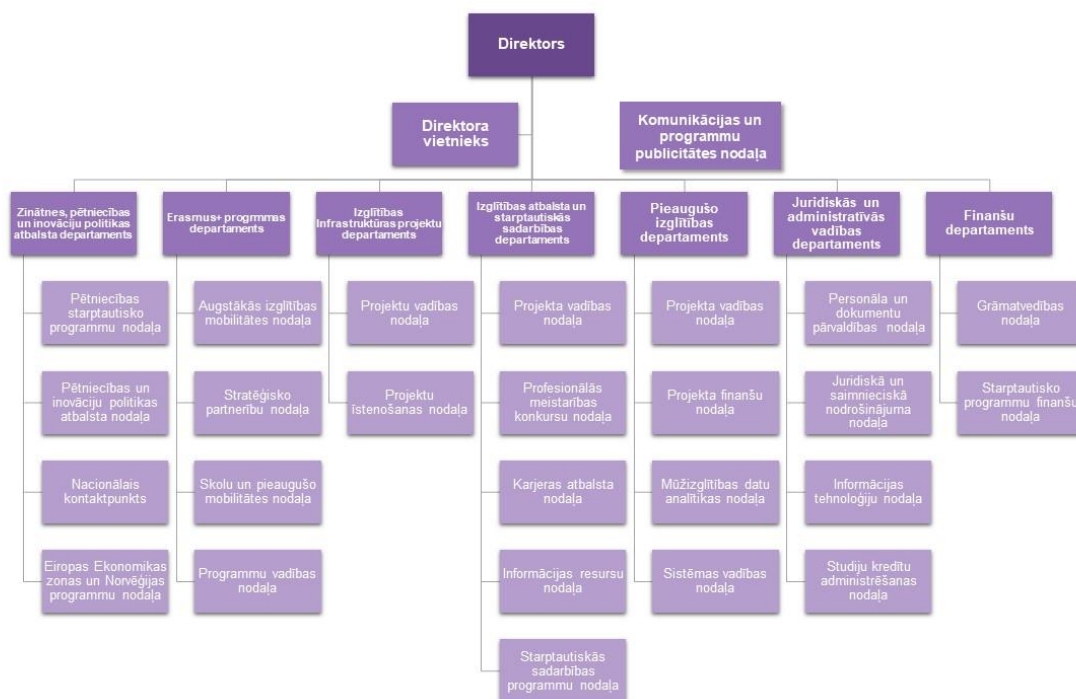 Direktors
Direktora
vietnieks
Komunikācijas un
programmu
publicitātes nodaļa
Zinātnes, pētniecības
un inovāciju politikas
atbalsta departaments
Erasmus+ progrmmas
departaments
Izglītības
Infrastruktūras projektu
departaments
Izglītības atbalsta un
starptautiskās
sadarbības
departaments
Pieaugušo
izglītības
departaments
Juridiskās un
administratīvās
vadības
departaments
Finanšu
departaments
Pētniecības
starptautisko
programmu nodaļa
Pētniecības un
inovāciju politikas
atbalsta nodaļa
Nacionālais
kontaktpunkts
Eiropas Ekonomikas
zonas un Norvēģijas
programmu nodaļa
Augstākās izglītības
mobilitātes nodaļa
Stratēģisko
partnerību nodaļa
Skolu un pieaugušo
mobilitātes nodaļa
Programmu vadības
nodaļa
Projektu vadības
nodaļa
Projektu
īstenošanas nodaļa
Projekta vadības
nodaļa
Profesionālās
meistarības
konkursu nodaļa
Karjeras atbalsta
nodaļa
Informācijas resursu
nodaļa
Starptautiskās
sadarbības
programmu nodaļa
Projekta vadības
nodaļa
Projekta finanšu
nodaļa
Mūžizglītības datu
analītikas nodaļa
Sistēmas vadības
nodaļa
Personāla un
dokumentu
pārvaldības nodaļa
Juridiskā un
saimnieciskā
nodrošinājuma
nodaļa
Informācijas
tehnoloģiju nodaļa
Studiju kredītu
administrēšanas
nodaļa
Grāmatvedības
nodaļa
Starptautisko
programmu finanšu
nodaļa